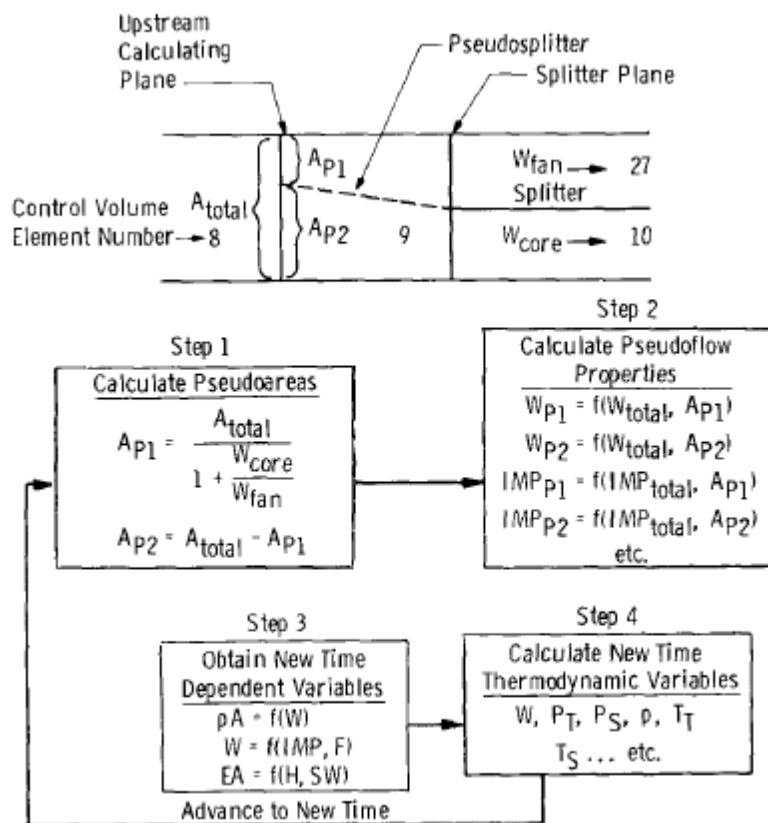 Upstream
Calculating
Plane
Pseudosplitter
Splitter Plane
A_P1
W_fan → 27
Splitter
Control Volume A_total
Element Number → 8
A_P2 9
W_core → 10
Step 1
Calculate Pseudoareas
A_P1 = A_total / (1 + W_core / W_fan)
A_P2 = A_total - A_P1
Step 2
Calculate Pseudoflow
Properties
W_P1 = f(W_total, A_P1)
W_P2 = f(W_total, A_P2)
IMP_P1 = f(IMP_total, A_P1)
IMP_P2 = f(IMP_total, A_P2)
etc.
Step 3
Obtain New Time
Dependent Variables
ρA = f(W)
W = f(IMP, F)
EA = f(H, SW)
Step 4
Calculate New Time
Thermodynamic Variables
W, P_T, P_S, ρ, T_T
T_S ... etc.
Advance to New Time